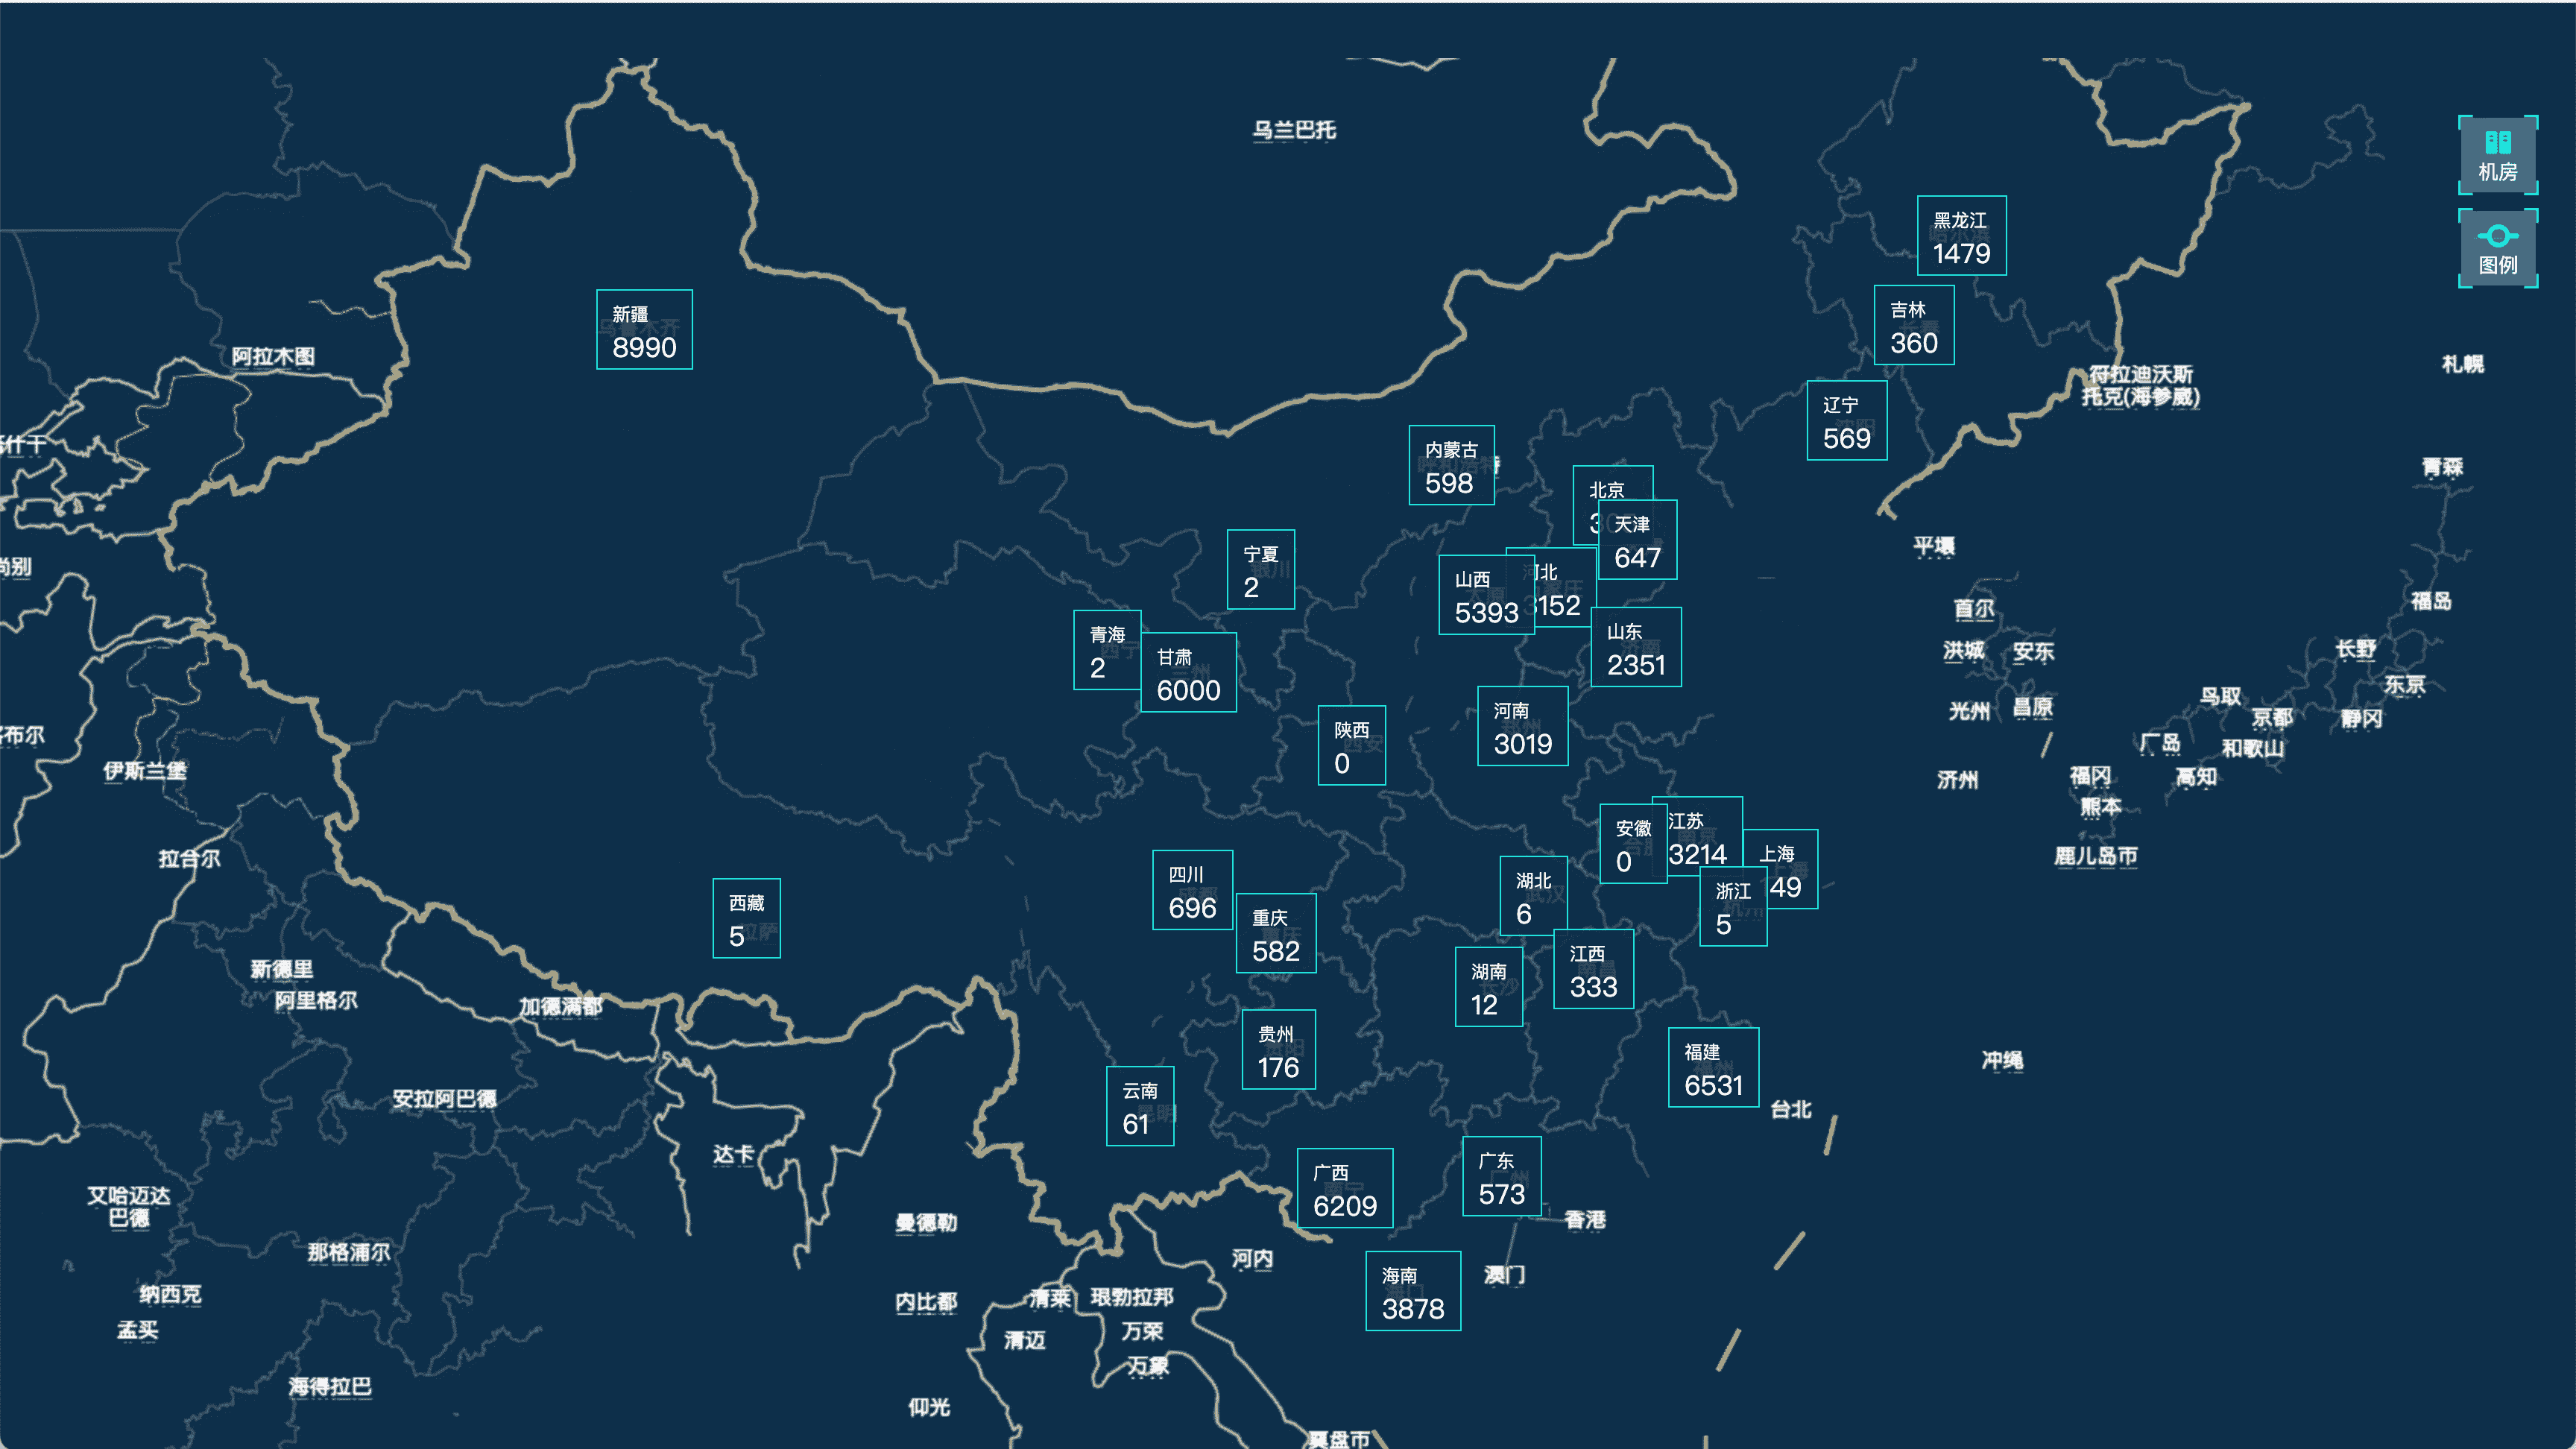 乌兰巴托
机房
图例
黑龙江
1479
新疆
8990
吉林
360
阿拉木图
札幌
符拉迪沃斯
托克(海参崴)
辽宁
569
什干
内蒙古
598
青森
北京
天津
647
平壤
宁夏
2
尚别
山西
5393
河北
3152
首尔
福岛
青海
2
甘肃
6000
山东
2351
洪城
安东
长野
东京
陕西
0
河南
3019
光州
昌原
鸟取
京都
静冈
布尔
广岛
和歌山
伊斯兰堡
济州
福冈
高知
熊本
安徽
0
江苏
3214
上海
49
拉合尔
鹿儿岛市
四川
696
湖北
6
浙江
5
西藏
5
重庆
582
江西
333
新德里
阿里格尔
加德满都
湖南
12
贵州
176
福建
6531
冲绳
云南
61
安拉阿巴德
台北
达卡
广西
6209
广东
573
艾哈迈达
巴德
曼德勒
香港
那格浦尔
河内
海南
3878
澳门
纳西克
内比都
清莱
琅勃拉邦
孟买
清迈
万荣
万象
海得拉巴
仰光